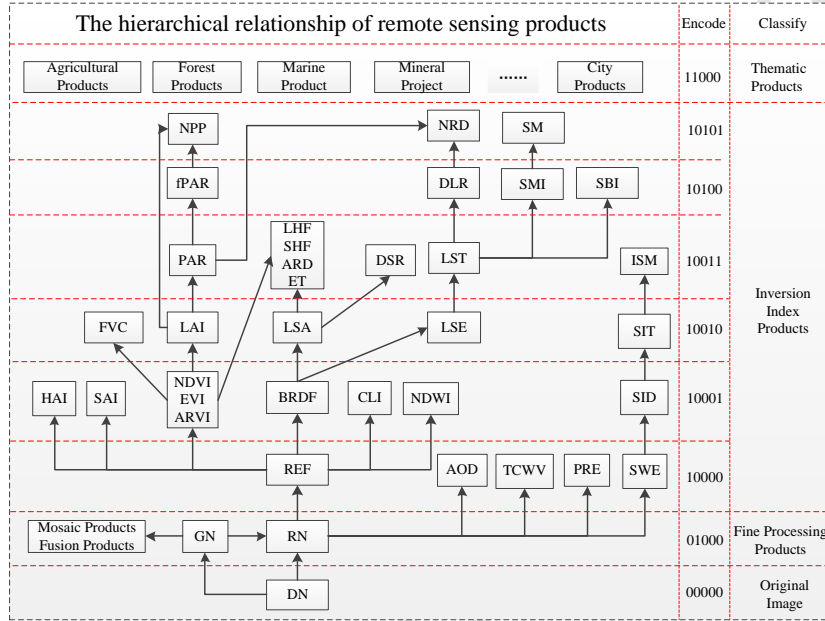 The hierarchical relationship of remote sensing products
Encode
Classify
Agricultural
Products
Forest
Products
Marine
Product
Mineral
Project
......
City
Products
11000
Thematic
Products
NPP
NRD
SM
10101
fPAR
DLR
SMI
SBI
10100
PAR
LHF
SHF
ARD
ET
DSR
LST
ISM
10011
Inversion
Index
Products
FVC
LAI
LSA
LSE
SIT
10010
HAI
SAI
NDVI
EVI
ARVI
BRDF
CLI
NDWI
SID
10001
REF
AOD
TCWV
PRE
SWE
10000
Mosaic Products
Fusion Products
GN
RN
01000
Fine Processing
Products
DN
00000
Original
Image